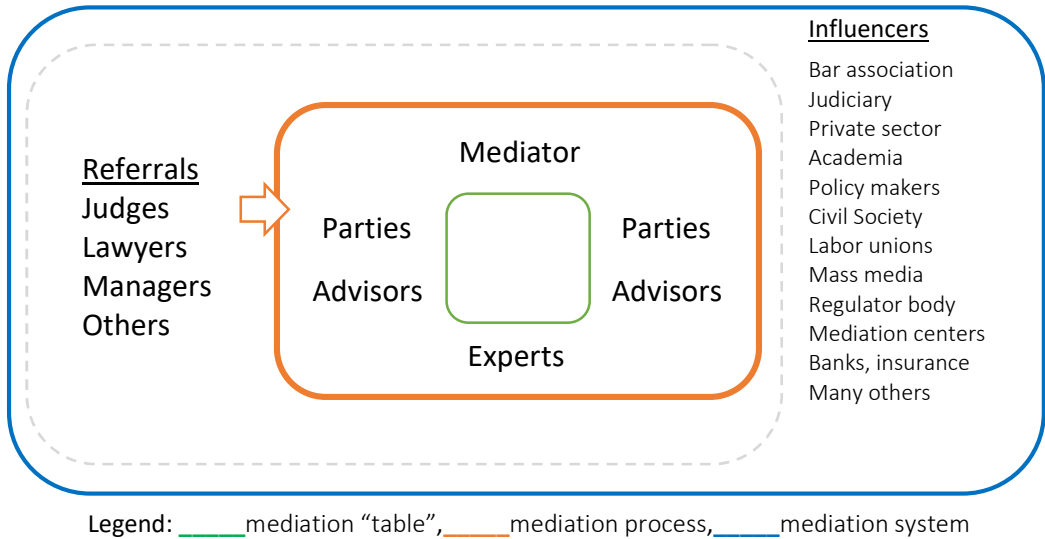 Influencers
Bar association
Judiciary
Private sector
Academia
Policy makers
Civil Society
Labor unions
Mass media
Regulator body
Mediation centers
Banks, insurance
Many others
Referrals
Judges
Lawyers
Managers
Others
Mediator
Parties
Advisors
Parties
Advisors
Experts
Legend: _____mediation “table”,_____mediation process,_____mediation system